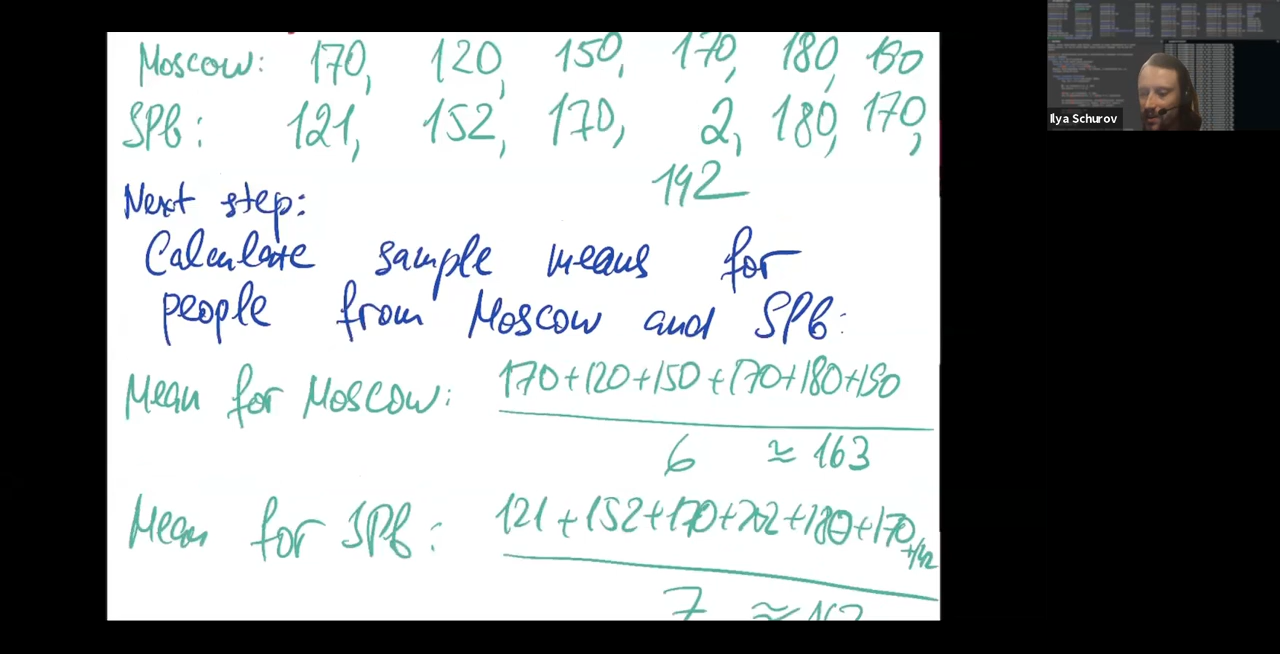 Moscow: 170, 120, 150, 170, 180, 190
SPb: 121, 152, 170, 2, 180, 170,
142
Next step:
Calculate sample means for
people from Moscow and SPb:
Mean for Moscow: 170+120+150+170+180+190
6 ≈ 163
Mean for SPb: 121+152+170+202+180+170+142
7 ≈
Ilya Schurov